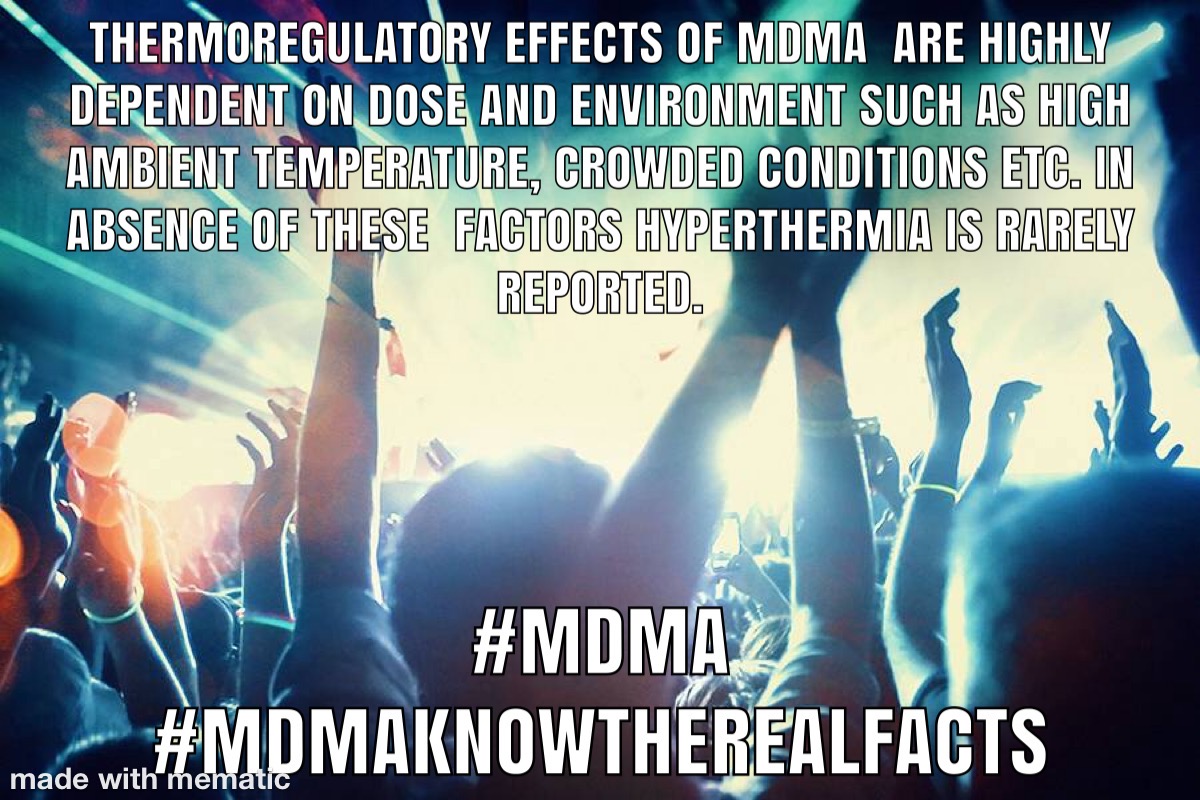 THERMOREGULATORY EFFECTS OF MDMA ARE HIGHLY
DEPENDENT ON DOSE AND ENVIRONMENT SUCH AS HIGH
AMBIENT TEMPERATURE, CROWDED CONDITIONS ETC. IN
ABSENCE OF THESE FACTORS HYPERTHERMIA IS RARELY
REPORTED.
#MDMA
#MDMAKNOWTHEREALFACTS
made with mematic